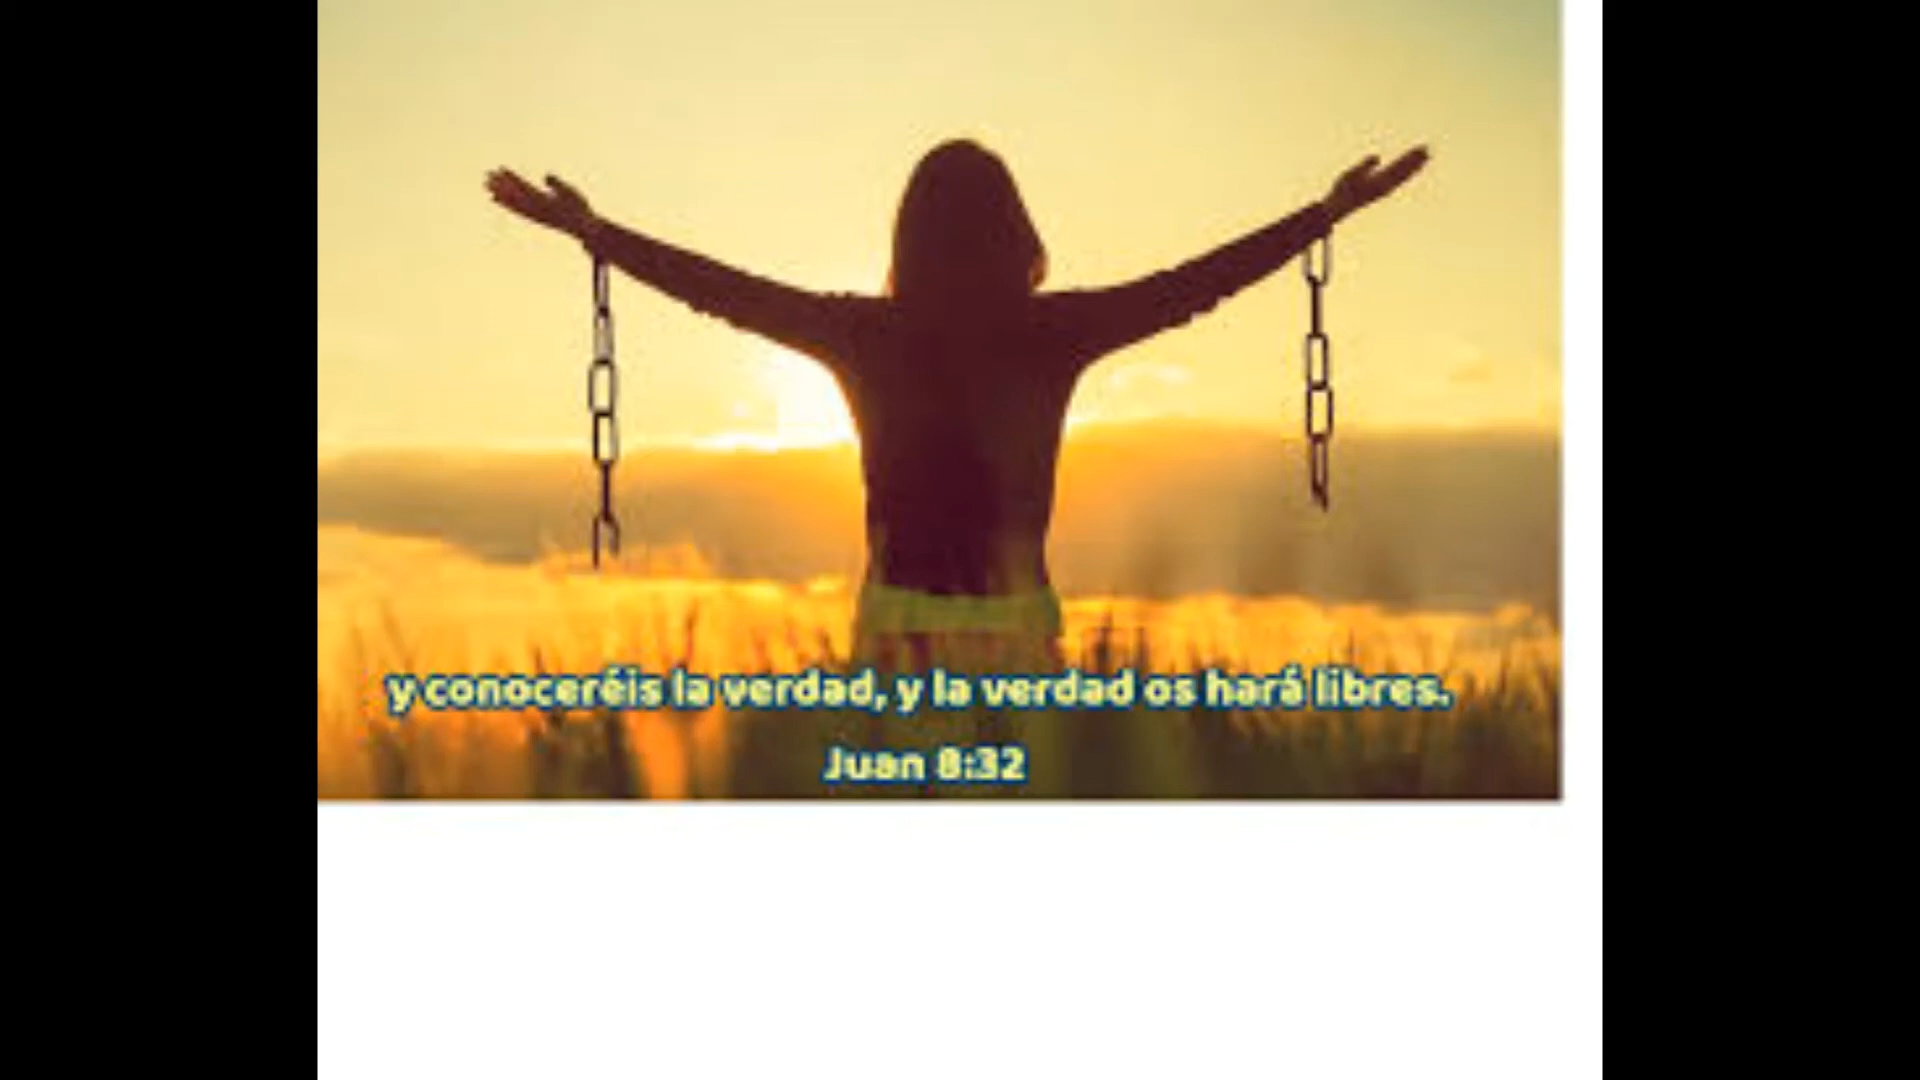 y conoceréis la verdad, y la verdad os hará libres.
Juan 8:32